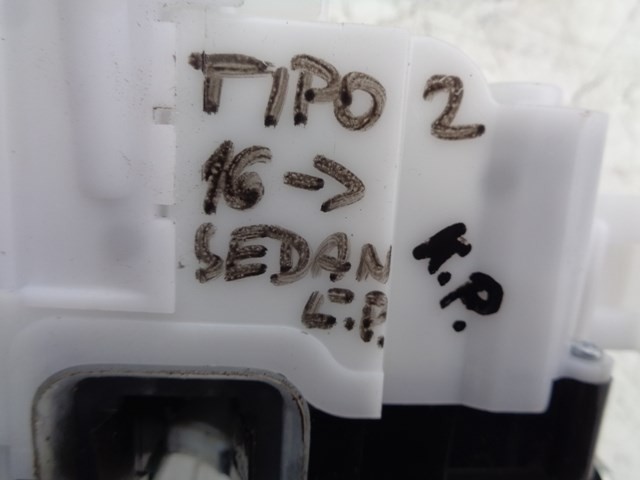 TIPO 2
16->
SEDAN
L.P.
K.P.